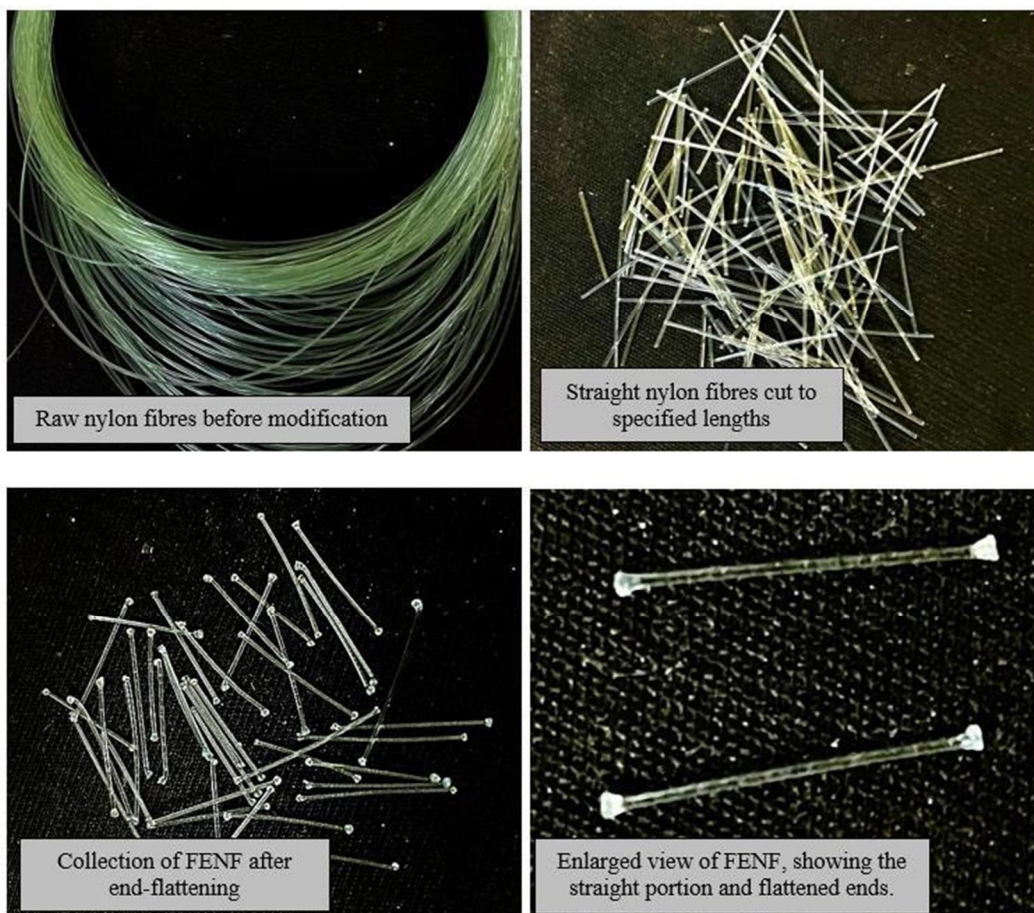 Raw nylon fibres before modification
Straight nylon fibres cut to
specified lengths
Collection of FENF after
end-flattening
Enlarged view of FENF, showing the
straight portion and flattened ends.